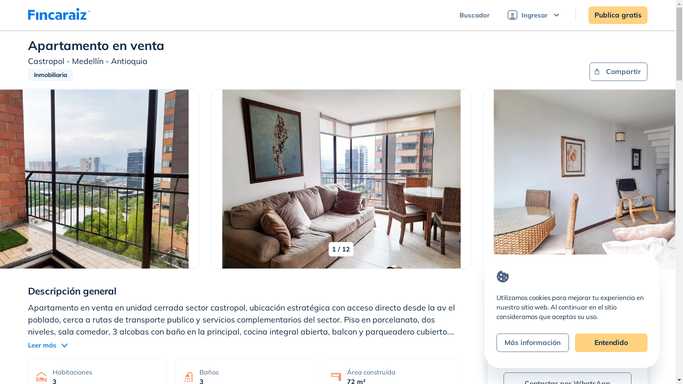 Fincaraiz
Buscador
Ingresar
Publica gratis
Apartamento en venta
Castropol - Medellín - Antioquia
Inmobiliaria
Compartir
1 / 12
Descripción general
Apartamento en venta en unidad cerrada sector castropol, ubicación estratégica con acceso directo desde la av el
poblado, cerca a rutas de transporte publico y servicios complementarios del sector. Piso en porcelanato, dos
niveles, sala comedor, 3 alcobas con baño en la principal, cocina integral abierta, balcon y parqueadero cubierto....
Leer más
Habitaciones
3
Baños
3
Área construida
72 m²
Utilizamos cookies para mejorar tu experiencia en
nuestro sitio web. Al continuar en el sitio
consideramos que aceptas su uso.
Más información
Entendido
Contactar por WhatsApp